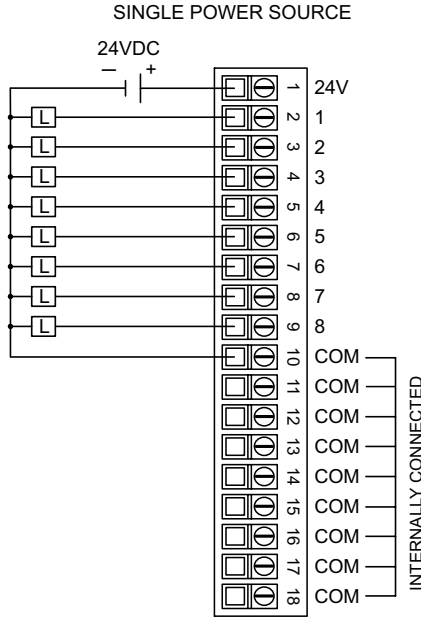 SINGLE POWER SOURCE
24VDC
– +
1 24V
L 2 1
L 3 2
L 4 3
L 5 4
L 6 5
L 7 6
L 8 7
L 9 8
10 COM
11 COM
12 COM
13 COM
14 COM
15 COM
16 COM
17 COM
18 COM
INTERNALLY CONNECTED